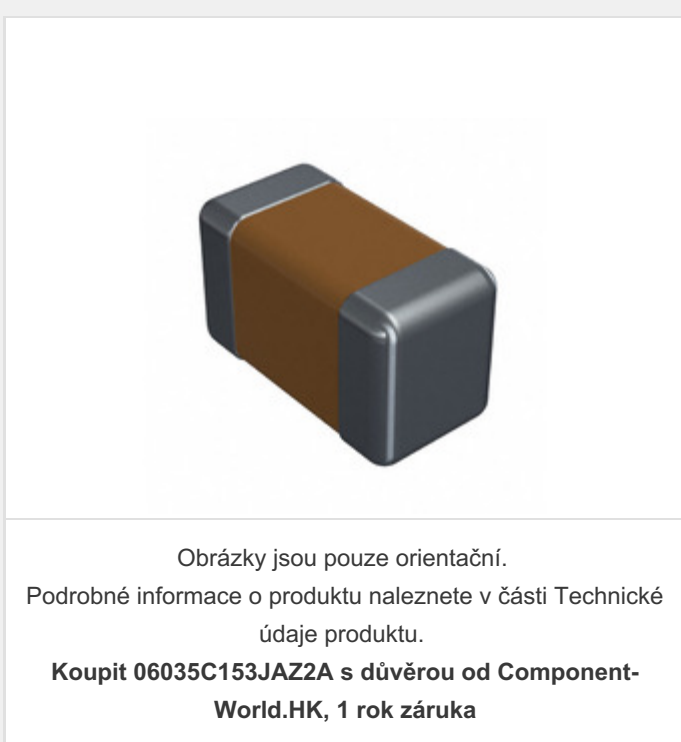 Obrázky jsou pouze orientační.
Podrobné informace o produktu naleznete v části Technické
údaje produktu.
Koupit 06035C153JAZ2A s důvěrou od Component-
World.HK, 1 rok záruka